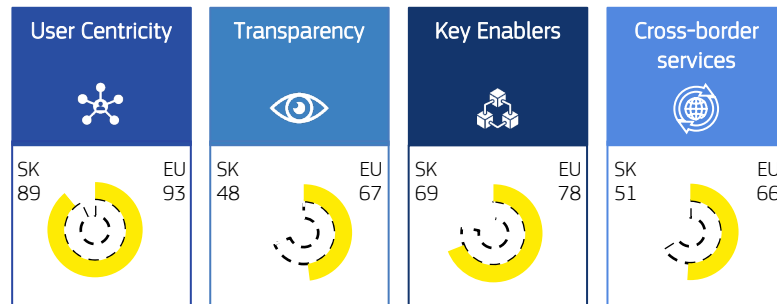 User Centricity
SK EU
89 93
Transparency
SK EU
48 67
Key Enablers
SK EU
69 78
Cross-border
services
SK EU
51 66